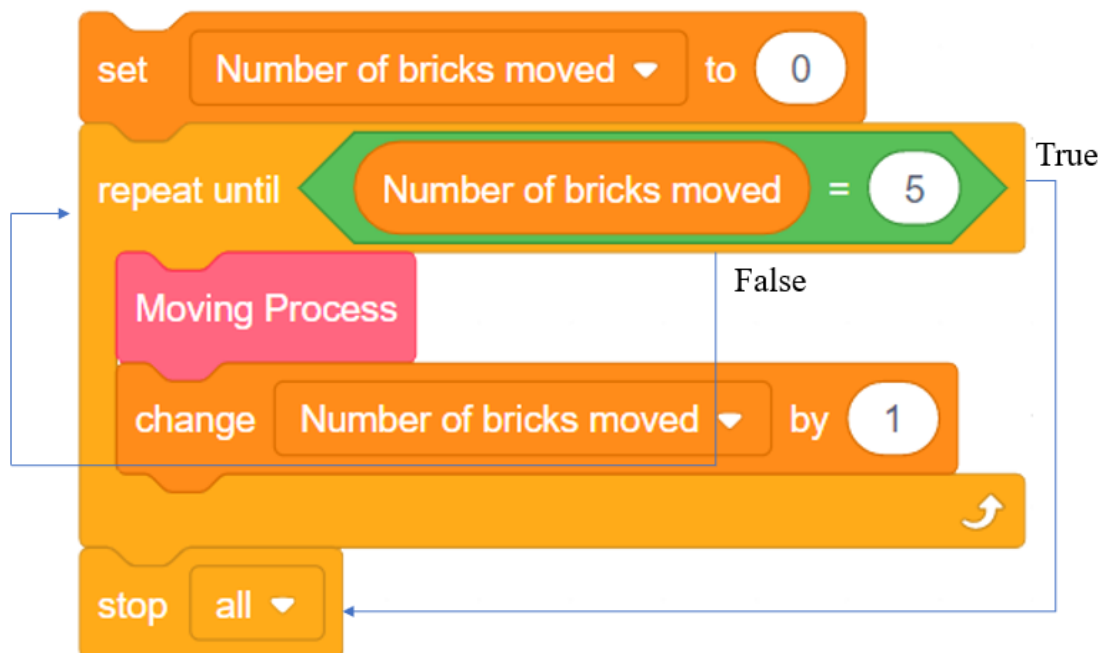 set Number of bricks moved to 0
True
repeat until Number of bricks moved = 5
False
Moving Process
change Number of bricks moved by 1
stop all